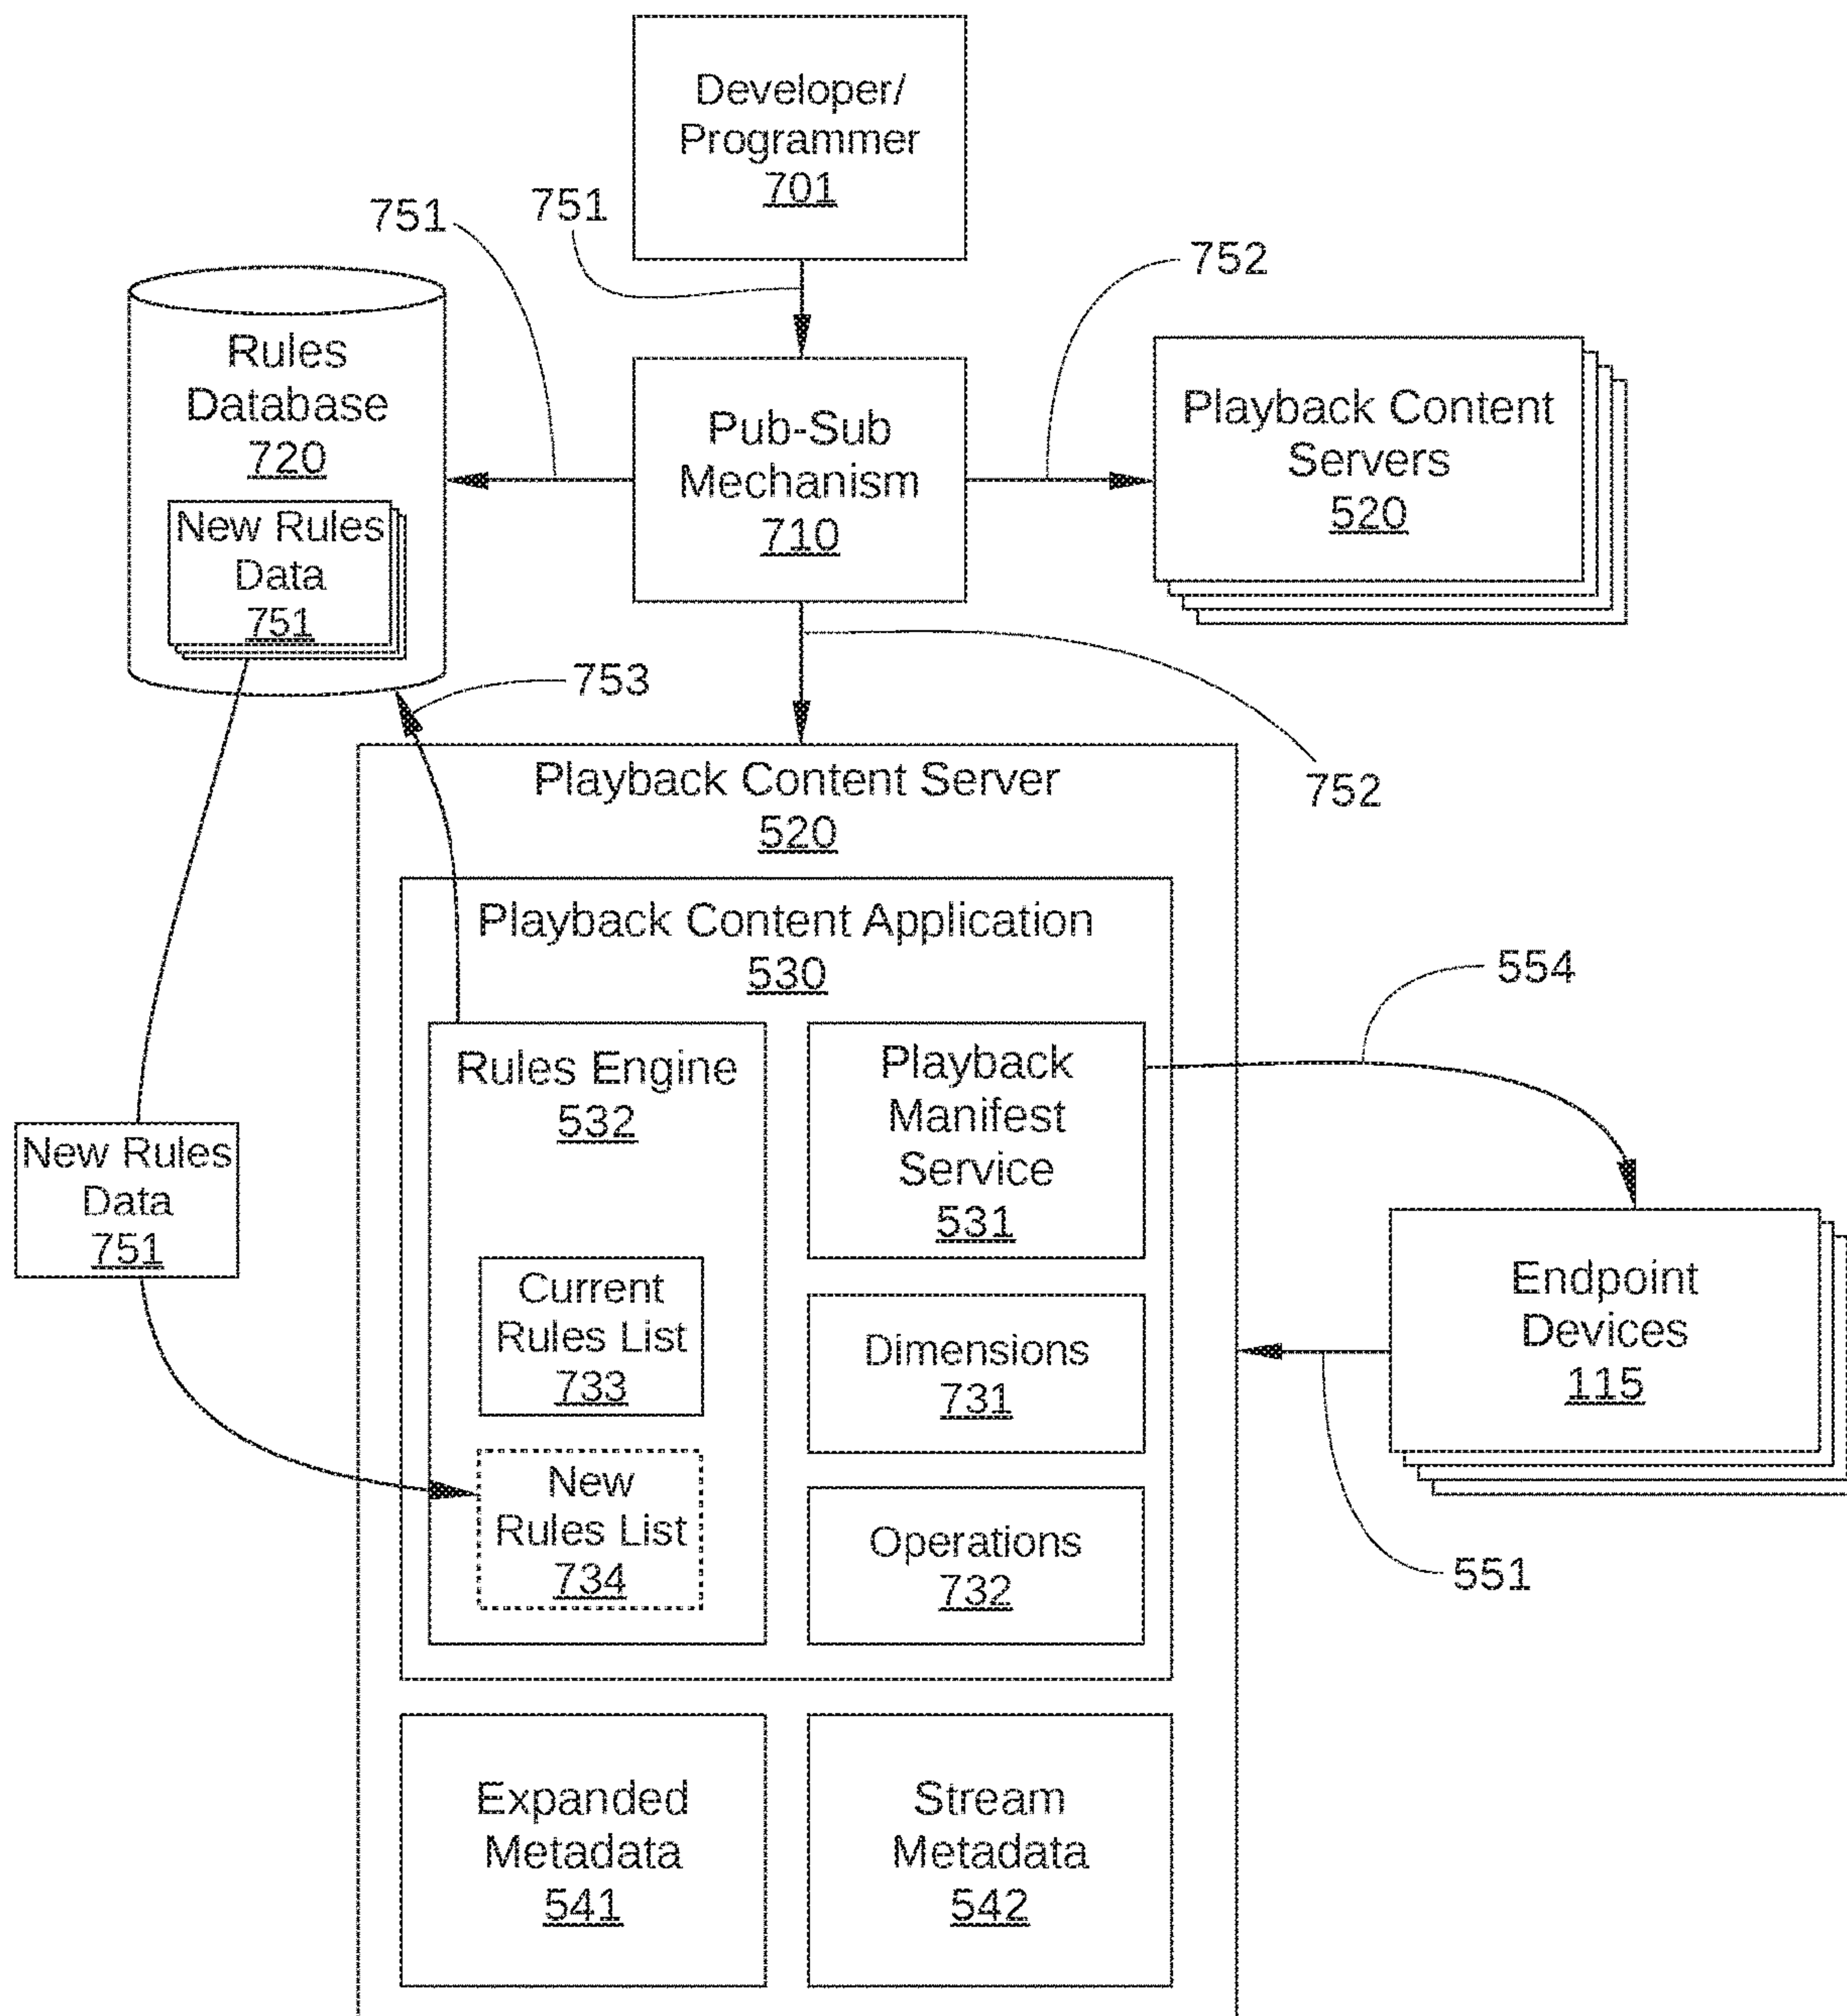 Developer/
Programmer
701
751
751
752
Rules
Database
720
New Rules
Data
751
Pub-Sub
Mechanism
710
Playback Content
Servers
520
753
752
Playback Content Server
520
Playback Content Application
530
554
Rules Engine
532
Playback
Manifest
Service
531
New Rules
Data
751
Current
Rules List
733
Dimensions
731
Endpoint
Devices
115
New
Rules List
734
Operations
732
551
Expanded
Metadata
541
Stream
Metadata
542